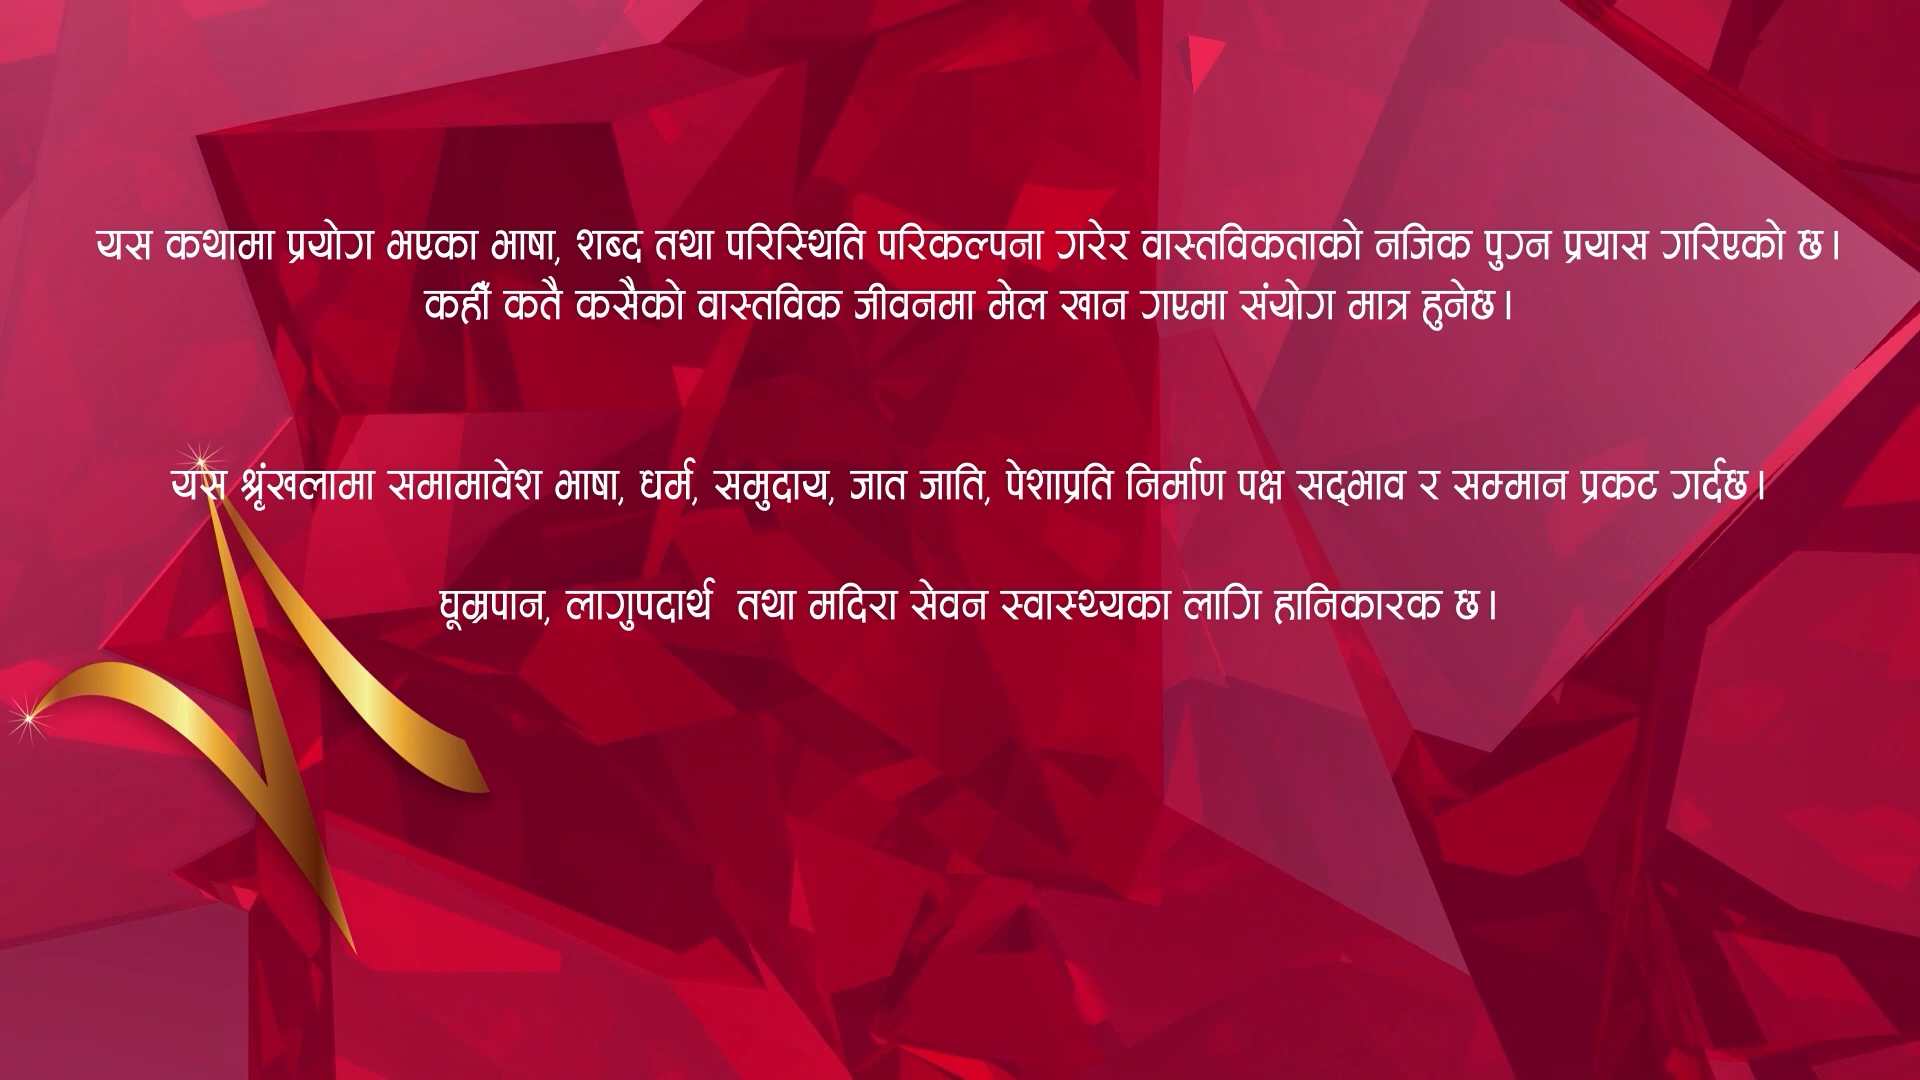 यस कथामा प्रयोग भएका भाषा, शब्द तथा परिस्थिति परिकल्पना गरेर वास्तविकताको नजिक पुग्न प्रयास गरिएको छ।
कहीँ कतै कसैको वास्तविक जीवनमा मेल खान गएमा संयोग मात्र हुनेछ।
यस श्रृंखलामा समामावेश भाषा, धर्म, समुदाय, जात जाति, पेशाप्रति निर्माण पक्ष सद्भाव र सम्मान प्रकट गर्दछ।
घूम्रपान, लागुपदार्थ तथा मदिरा सेवन स्वास्थ्यका लागि हानिकारक छ।